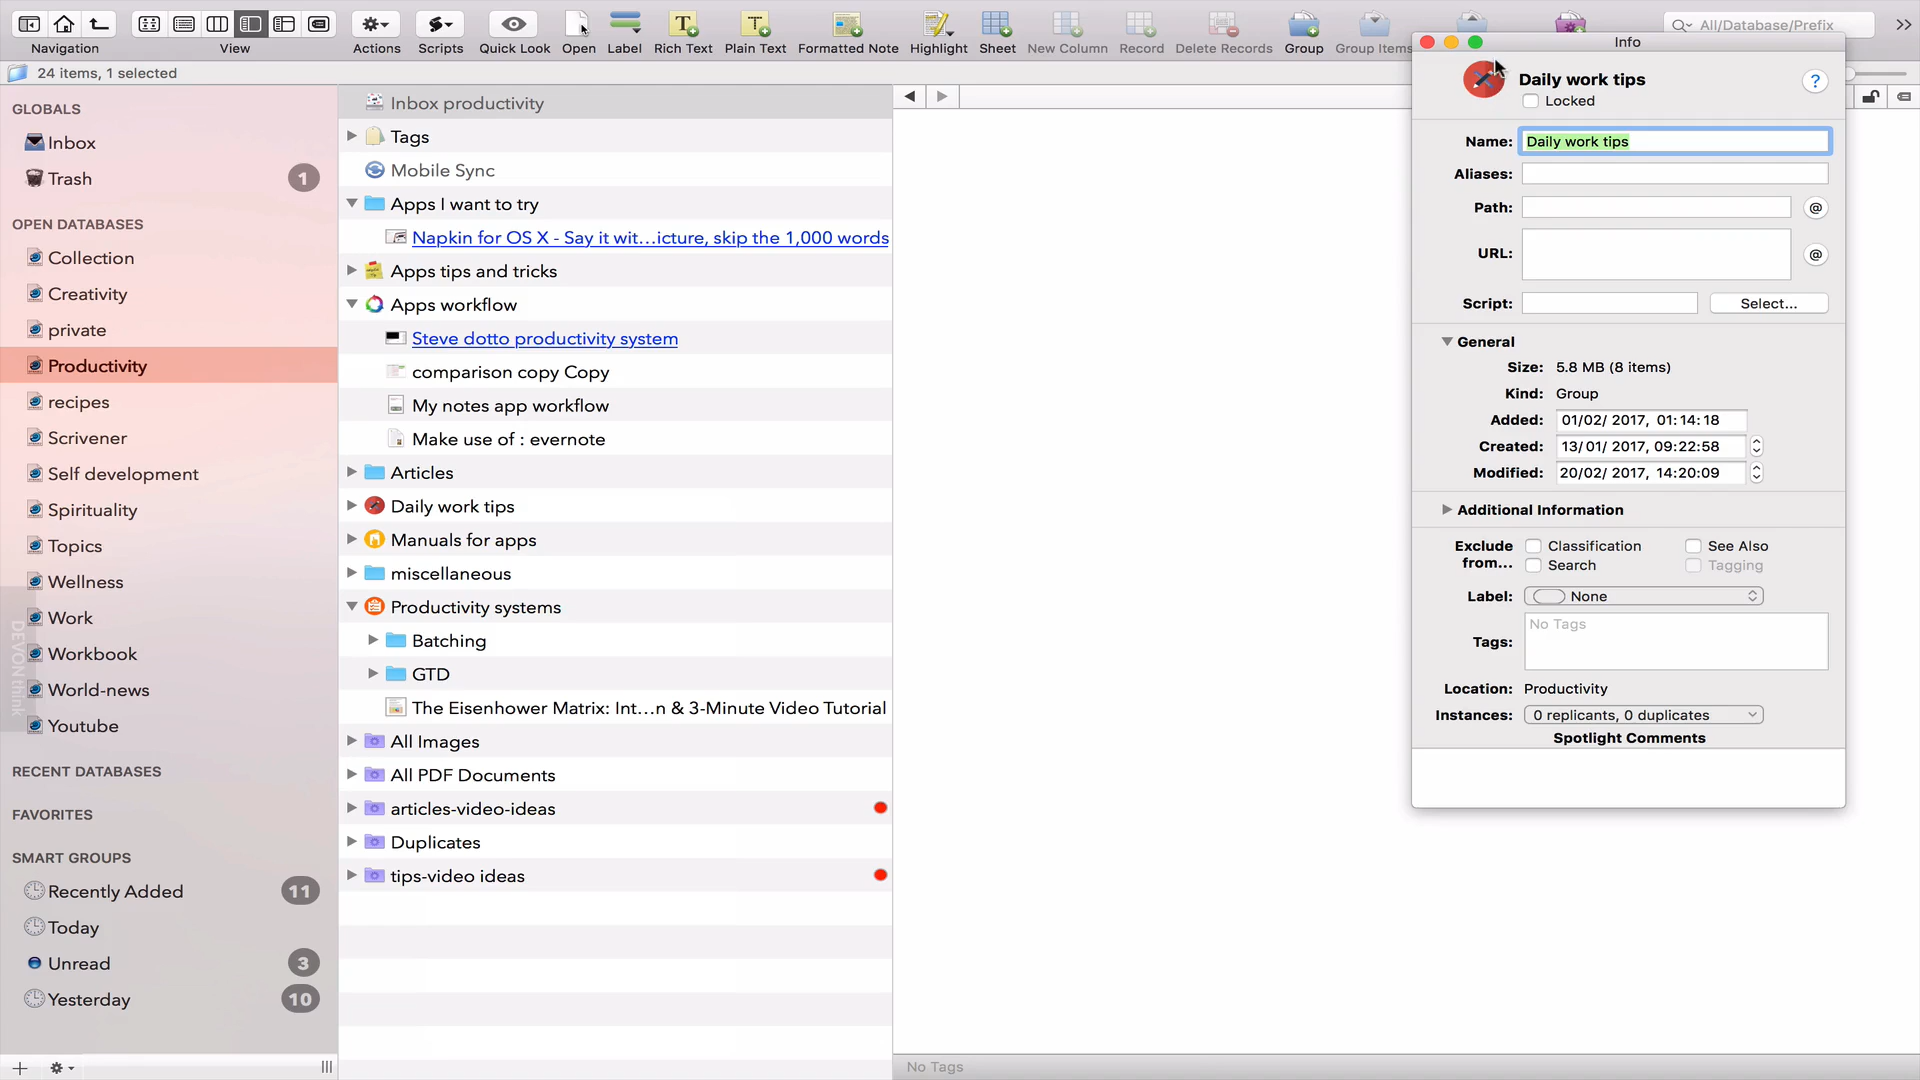 Navigation
View
Actions
Scripts
Quick Look
Open
Label
Rich Text
Plain Text
Formatted Note
Highlight
Sheet
New Column
Record
Delete Records
Group
Group Items
All/Database/Prefix
24 items, 1 selected
GLOBALS
Inbox
Trash
1
OPEN DATABASES
Collection
Creativity
private
Productivity
recipes
Scrivener
Self development
Spirituality
Topics
Wellness
Work
Workbook
World-news
Youtube
DEVONthink
RECENT DATABASES
FAVORITES
SMART GROUPS
Recently Added
11
Today
Unread
3
Yesterday
10
Inbox productivity
Tags
Mobile Sync
Apps I want to try
Napkin for OS X - Say it wit...icture, skip the 1,000 words
Apps tips and tricks
Apps workflow
Steve dotto productivity system
comparison copy Copy
My notes app workflow
Make use of : evernote
Articles
Daily work tips
Manuals for apps
miscellaneous
Productivity systems
Batching
GTD
The Eisenhower Matrix: Int...n & 3-Minute Video Tutorial
All Images
All PDF Documents
articles-video-ideas
Duplicates
tips-video ideas
No Tags
Info
Daily work tips
Locked
?
Name: Daily work tips
Aliases:
Path: @
URL: @
Script: Select...
General
Size: 5.8 MB (8 items)
Kind: Group
Added: 01/02/ 2017, 01:14:18
Created: 13/01/ 2017, 09:22:58
Modified: 20/02/ 2017, 14:20:09
Additional Information
Exclude from... Classification See Also
Search Tagging
Label: None
Tags: No Tags
Location: Productivity
Instances: 0 replicants, 0 duplicates
Spotlight Comments